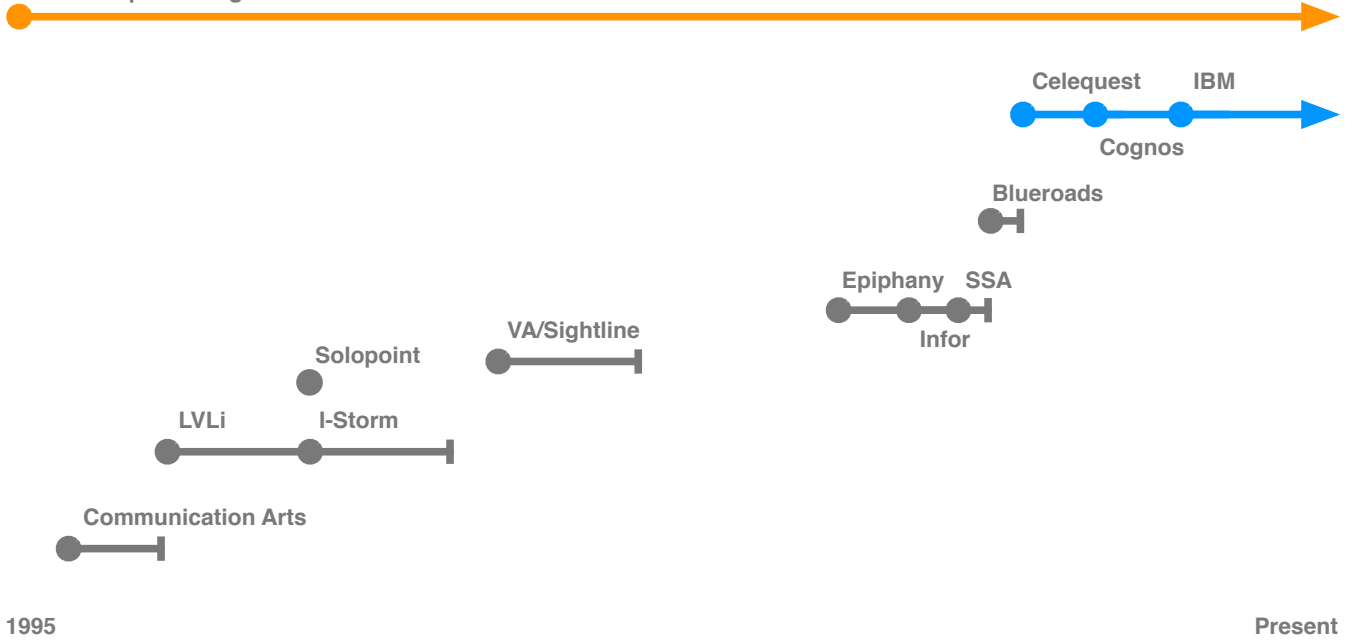 Celequest IBM
Cognos
Blueroads
Epiphany SSA
Infor
VA/Sightline
Solopoint
LVLi I-Storm
Communication Arts
1995 Present